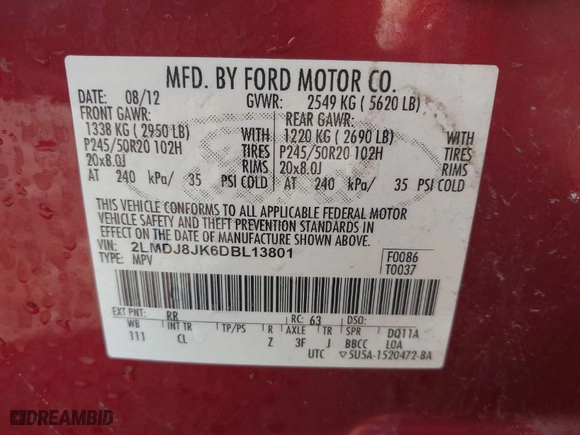 MFD. BY FORD MOTOR CO.
DATE: 08/12 GVWR: 2549 KG ( 5620 LB)
FRONT GAWR: REAR GAWR:
1338 KG ( 2950 LB) WITH 1220 KG ( 2690 LB) WITH
P245/50R20 102H TIRES P245/50R20 102H TIRES
20x8.0J RIMS 20x8.0J RIMS
AT 240 kPa/ 35 PSI COLD AT 240 kPa/ 35 PSI COLD
THIS VEHICLE CONFORMS TO ALL APPLICABLE FEDERAL MOTOR
VEHICLE SAFETY AND THEFT PREVENTION STANDARDS IN
EFFECT ON THE DATE OF MANUFACTURE SHOWN ABOVE.
VIN: 2LMDJ8JK6DBL13801 F0086
TYPE: MPV T0037
EXT PNT: RR RC: 63 DSO:
WB INT TR TP/PS R AXLE TR SPR DQ11A
111 CL Z 3F J BBCC LOA
UTC 5U5A-1520472-BA
DREAMBID